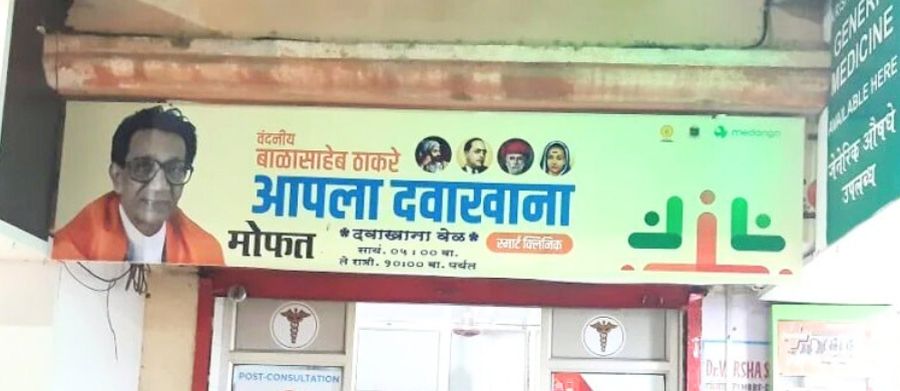 वंदनीय
बाळासाहेब ठाकरे
आपला दवाखाना
मोफत
*दवाखाना वेळ*
सायं. ०५:०० वा.
ते रात्री. १०:०० वा. पर्यंत
स्मार्ट क्लिनिक
medongo
GENERIC
MEDICINE
AVAILABLE HERE
जेनेरिक औषधे
उपलब्ध
POST-CONSULTATION